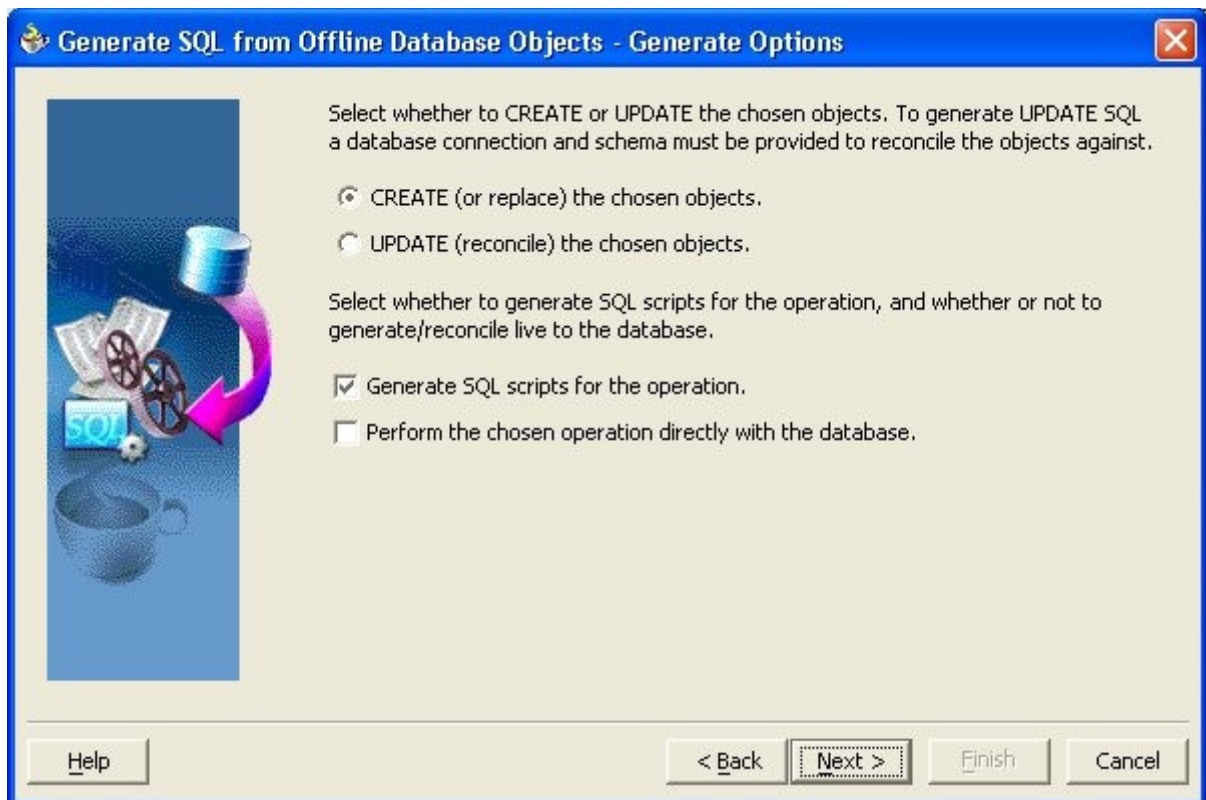 Generate SQL from Offline Database Objects - Generate Options
Select whether to CREATE or UPDATE the chosen objects. To generate UPDATE SQL
a database connection and schema must be provided to reconcile the objects against.
CREATE (or replace) the chosen objects.
UPDATE (reconcile) the chosen objects.
Select whether to generate SQL scripts for the operation, and whether or not to
generate/reconcile live to the database.
Generate SQL scripts for the operation.
Perform the chosen operation directly with the database.
SQL
Help
< Back
Next >
Finish
Cancel